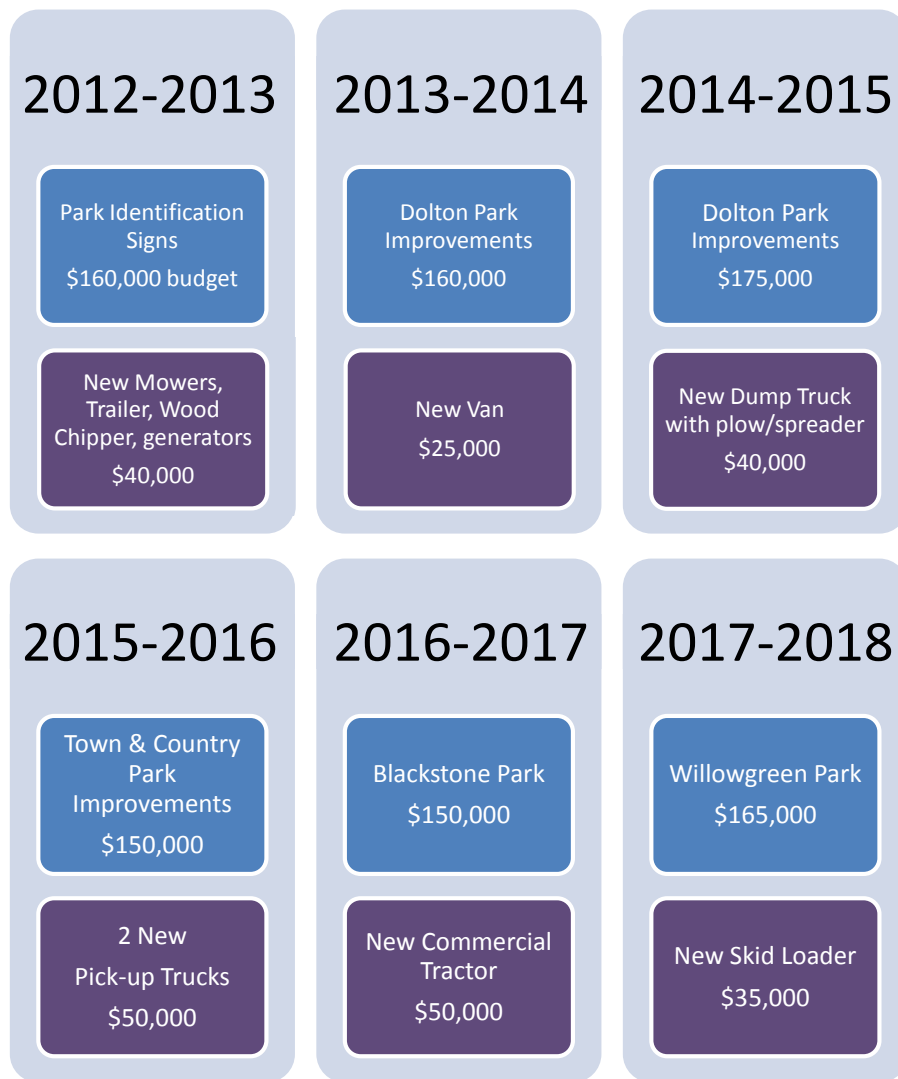 2012-2013
Park Identification
Signs
$160,000 budget
New Mowers,
Trailer, Wood
Chipper, generators
$40,000
2013-2014
Dolton Park
Improvements
$160,000
New Van
$25,000
2014-2015
Dolton Park
Improvements
$175,000
New Dump Truck
with plow/spreader
$40,000
2015-2016
Town & Country
Park
Improvements
$150,000
2 New
Pick-up Trucks
$50,000
2016-2017
Blackstone Park
$150,000
New Commercial
Tractor
$50,000
2017-2018
Willowgreen Park
$165,000
New Skid Loader
$35,000